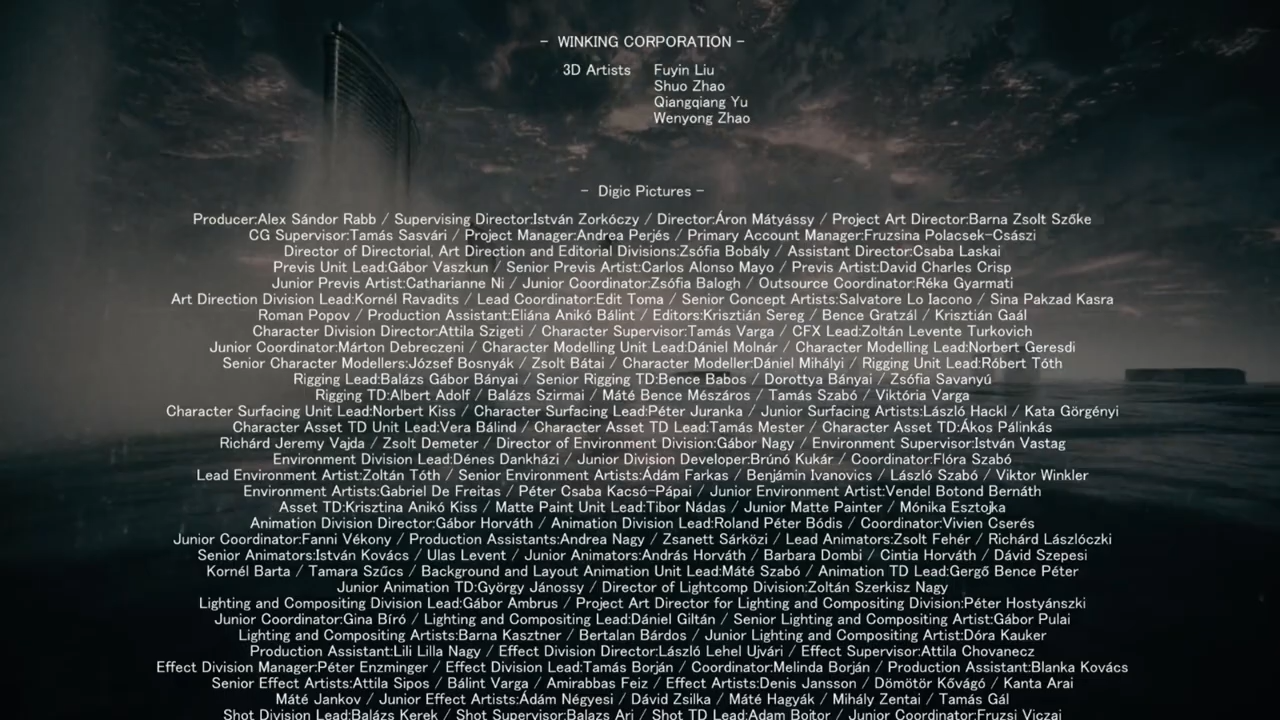 - WINKING CORPORATION -
3D Artists Fuyin Liu
Shuo Zhao
Qiangqiang Yu
Wenyong Zhao
- Digic Pictures -
Producer:Alex Sándor Rabb / Supervising Director:István Zorkóczy / Director:Áron Mátyássy / Project Art Director:Barna Zsolt Szőke
CG Supervisor:Tamás Sasvári / Project Manager:Andrea Perjés / Primary Account Manager:Fruzsina Polacsek-Császi
Director of Directorial, Art Direction and Editorial Divisions:Zsófia Bobály / Assistant Director:Csaba Laskai
Previs Unit Lead:Gábor Vaszkun / Senior Previs Artist:Carlos Alonso Mayo / Previs Artist:David Charles Crisp
Junior Previs Artist:Catharianne Ni / Junior Coordinator:Zsófia Balogh / Outsource Coordinator:Réka Gyarmati
Art Direction Division Lead:Kornél Ravadits / Lead Coordinator:Edit Toma / Senior Concept Artists:Salvatore Lo Iacono / Sina Pakzad Kasra
Roman Popov / Production Assistant:Eliána Anikó Bálint / Editors:Krisztián Sereg / Bence Gratzál / Krisztián Gaál
Character Division Director:Attila Szigeti / Character Supervisor:Tamás Varga / CFX Lead:Zoltán Levente Turkovich
Junior Coordinator:Márton Debreczeni / Character Modelling Unit Lead:Dániel Molnár / Character Modelling Lead:Norbert Geresdi
Senior Character Modellers:József Bosnyák / Zsolt Bátai / Character Modeller:Dániel Mihályi / Rigging Unit Lead:Róbert Tóth
Rigging Lead:Balázs Gábor Bányai / Senior Rigging TD:Bence Babos / Dorottya Bányai / Zsófia Savanyú
Rigging TD:Albert Adolf / Balázs Szirmai / Máté Bence Mészáros / Tamás Szabó / Viktória Varga
Character Surfacing Unit Lead:Norbert Kiss / Character Surfacing Lead:Péter Juranka / Junior Surfacing Artists:László Hackl / Kata Görgényi
Character Asset TD Unit Lead:Vera Bálind / Character Asset TD Lead:Tamás Mester / Character Asset TD:Ákos Pálinkás
Richárd Jeremy Vajda / Zsolt Demeter / Director of Environment Division:Gábor Nagy / Environment Supervisor:István Vastag
Environment Division Lead:Dénes Dankházi / Junior Division Developer:Brúnó Kukár / Coordinator:Flóra Szabó
Lead Environment Artist:Zoltán Tóth / Senior Environment Artists:Ádám Farkas / Benjámin Ivanovics / László Szabó / Viktor Winkler
Environment Artists:Gabriel De Freitas / Péter Csaba Kacsó-Pápai / Junior Environment Artist:Vendel Botond Bernáth
Asset TD:Krisztina Anikó Kiss / Matte Paint Unit Lead:Tibor Nádas / Junior Matte Painter / Mónika Esztojka
Animation Division Director:Gábor Horváth / Animation Division Lead:Roland Péter Bódis / Coordinator:Vivien Cserés
Junior Coordinator:Fanni Vékony / Production Assistants:Andrea Nagy / Zsanett Sárközi / Lead Animators:Zsolt Fehér / Richárd Lászlóczki
Senior Animators:István Kovács / Ulas Levent / Junior Animators:András Horváth / Barbara Dombi / Cintia Horváth / Dávid Szepesi
Kornél Barta / Tamara Szűcs / Background and Layout Animation Unit Lead:Máté Szabó / Animation TD Lead:Gergő Bence Péter
Junior Animation TD:György Jánossy / Director of Lightcomp Division:Zoltán Szerkisz Nagy
Lighting and Compositing Division Lead:Gábor Ambrus / Project Art Director for Lighting and Compositing Division:Péter Hostyánszki
Junior Coordinator:Gina Bíró / Lighting and Compositing Lead:Dániel Giltán / Senior Lighting and Compositing Artist:Gábor Pulai
Lighting and Compositing Artists:Barna Kasztner / Bertalan Bárdos / Junior Lighting and Compositing Artist:Dóra Kauker
Production Assistant:Lili Lilla Nagy / Effect Division Director:László Lehel Ujvári / Effect Supervisor:Attila Chovanecz
Effect Division Manager:Péter Enzminger / Effect Division Lead:Tamás Borján / Coordinator:Melinda Borján / Production Assistant:Blanka Kovács
Senior Effect Artists:Attila Sipos / Bálint Varga / Amirabbas Feiz / Effect Artists:Denis Jansson / Dömötör Kővágó / Kanta Arai
Máté Jankov / Junior Effect Artists:Ádám Négyesi / Dávid Zsilka / Máté Hagyák / Mihály Zentai / Tamás Gál
Shot Division Lead:Balázs Kerek / Shot Supervisor:Balazs Ari / Shot TD Lead:Adam Bojtor / Junior Coordinator:Fruzsi Viczai